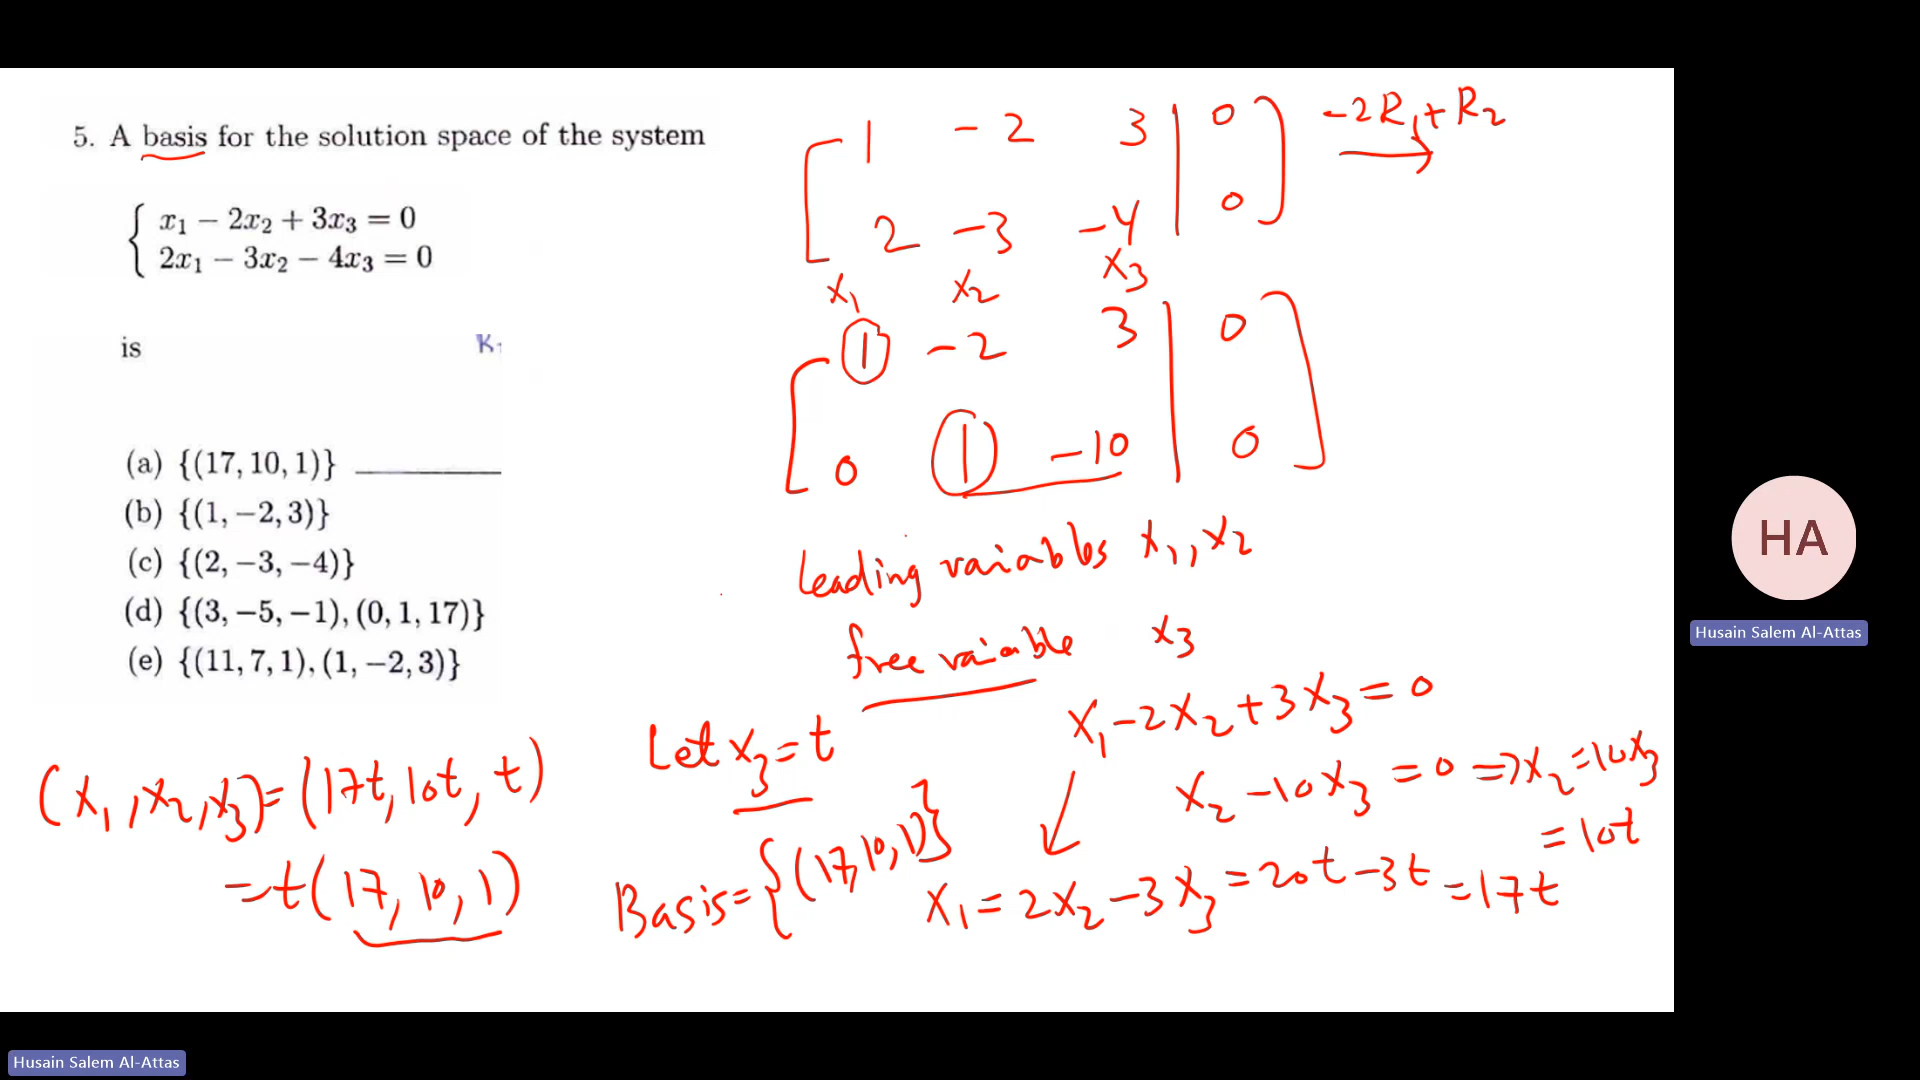 5. A basis for the solution space of the system
{ x₁ − 2x₂ + 3x₃ = 0
2x₁ − 3x₂ − 4x₃ = 0
is
(a) {(17, 10, 1)}
(b) {(1, −2, 3)}
(c) {(2, −3, −4)}
(d) {(3, −5, −1), (0, 1, 17)}
(e) {(11, 7, 1), (1, −2, 3)}
[ 1 −2 3 | 0 ] −2R₁ + R₂ →
[ 2 −3 −4 | 0 ]
x₁ x₂ x₃
[ 1 −2 3 | 0 ]
[ 0 1 −10 | 0 ]
leading variables x₁, x₂
free variable x₃
Let x₃ = t
x₁ − 2x₂ + 3x₃ = 0
x₂ − 10x₃ = 0 ⇒ x₂ = 10x₃
= 10t
x₁ = 2x₂ − 3x₃ = 20t − 3t = 17t
(x₁, x₂, x₃) = (17t, 10t, t)
= t(17, 10, 1)
Basis = {(17, 10, 1)}
HA
Husain Salem Al-Attas
Husain Salem Al-Attas